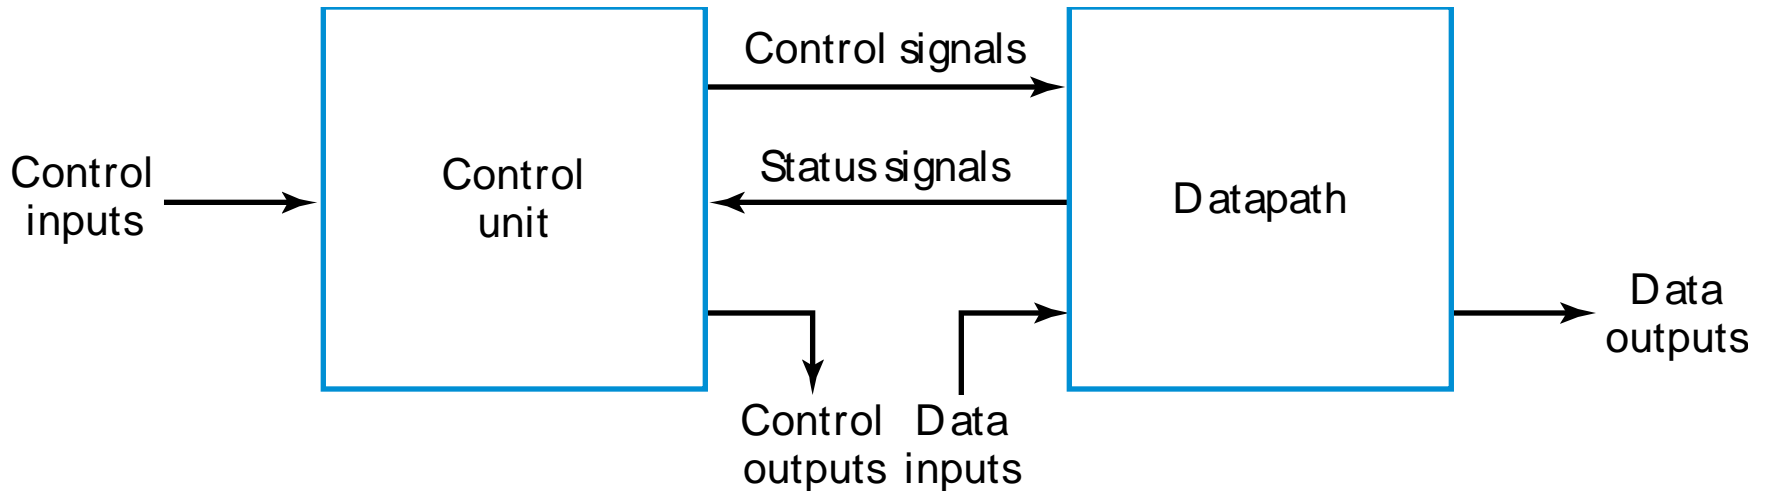 Control signals
Control
inputs
Control
unit
Status signals
Datapath
Data
outputs
Control
outputs
Data
inputs